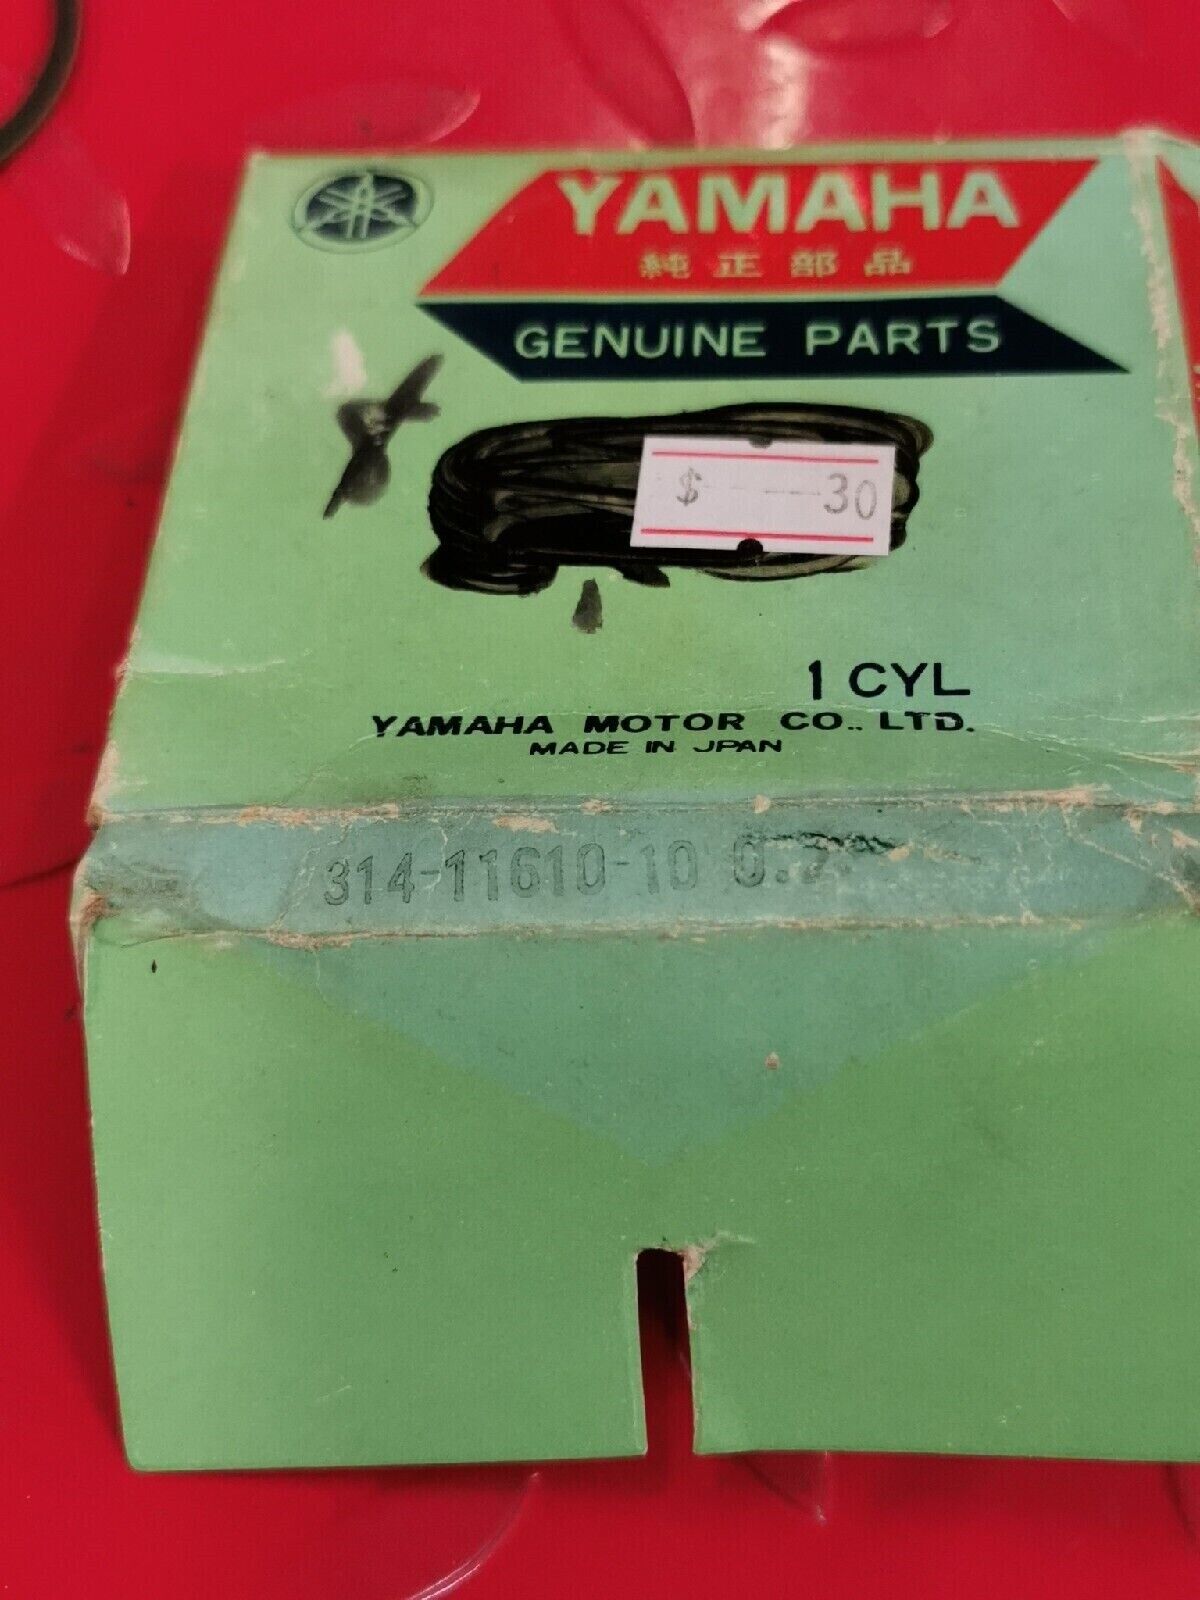 YAMAHA
純正部品
GENUINE PARTS
$ ----30
1 CYL
YAMAHA MOTOR CO., LTD.
MADE IN JAPAN
314-11610-10